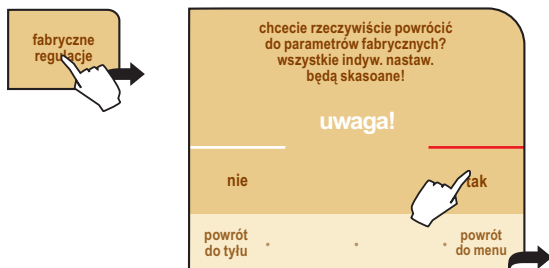 fabryczne
regulacje
chcecie rzeczywiście powrócić
do parametrów fabrycznych?
wszystkie indyw. nastaw.
będą skasoane!
uwaga!
nie
tak
powrót
do tyłu
powrót
do menu